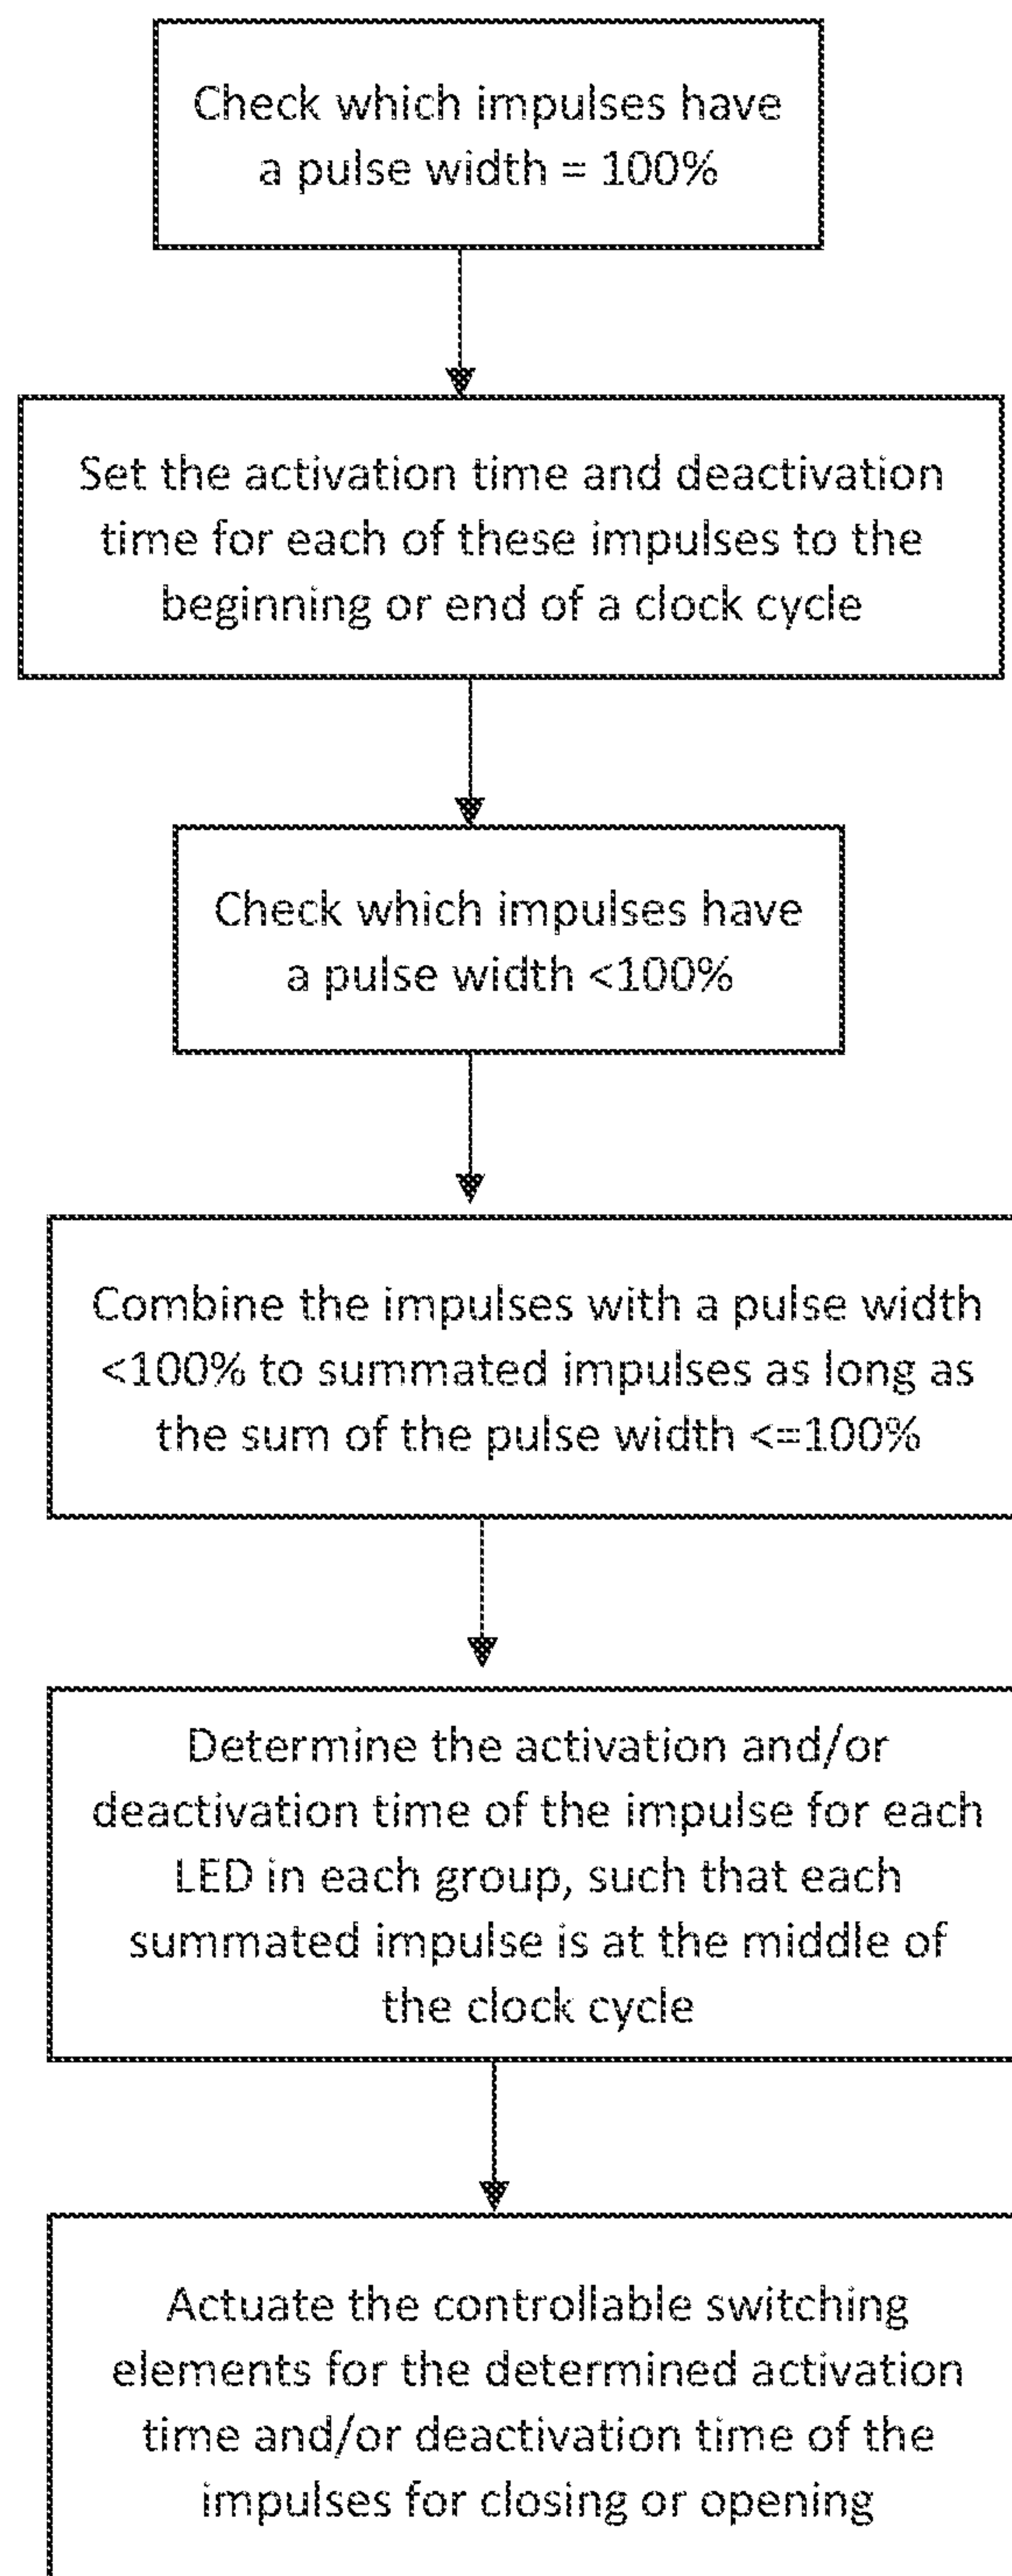 Check which impulses have
a pulse width = 100%
Set the activation time and deactivation
time for each of these impulses to the
beginning or end of a clock cycle
Check which impulses have
a pulse width <100%
Combine the impulses with a pulse width
<100% to summated impulses as long as
the sum of the pulse width <=100%
Determine the activation and/or
deactivation time of the impulse for each
LED in each group, such that each
summated impulse is at the middle of
the clock cycle
Actuate the controllable switching
elements for the determined activation
time and/or deactivation time of the
impulses for closing or opening